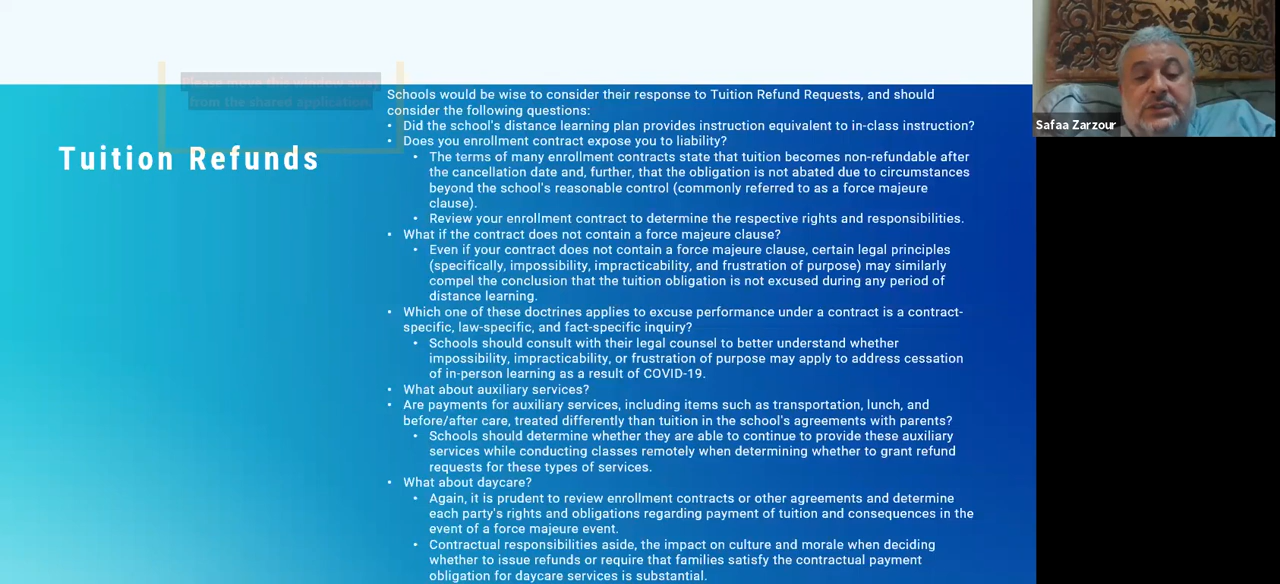 Please move this window away
from the shared application.
Schools would be wise to consider their response to Tuition Refund Requests, and should
consider the following questions:
• Did the school's distance learning plan provides instruction equivalent to in-class instruction?
• Does you enrollment contract expose you to liability?
• The terms of many enrollment contracts state that tuition becomes non-refundable after
the cancellation date and, further, that the obligation is not abated due to circumstances
beyond the school's reasonable control (commonly referred to as a force majeure
clause).
• Review your enrollment contract to determine the respective rights and responsibilities.
• What if the contract does not contain a force majeure clause?
• Even if your contract does not contain a force majeure clause, certain legal principles
(specifically, impossibility, impracticability, and frustration of purpose) may similarly
compel the conclusion that the tuition obligation is not excused during any period of
distance learning.
• Which one of these doctrines applies to excuse performance under a contract is a contract-
specific, law-specific, and fact-specific inquiry?
• Schools should consult with their legal counsel to better understand whether
impossibility, impracticability, or frustration of purpose may apply to address cessation
of in-person learning as a result of COVID-19.
• What about auxiliary services?
• Are payments for auxiliary services, including items such as transportation, lunch, and
before/after care, treated differently than tuition in the school's agreements with parents?
• Schools should determine whether they are able to continue to provide these auxiliary
services while conducting classes remotely when determining whether to grant refund
requests for these types of services.
• What about daycare?
• Again, it is prudent to review enrollment contracts or other agreements and determine
each party's rights and obligations regarding payment of tuition and consequences in the
event of a force majeure event.
• Contractual responsibilities aside, the impact on culture and morale when deciding
whether to issue refunds or require that families satisfy the contractual payment
obligation for daycare services is substantial.
Tuition Refunds
Safaa Zarzour